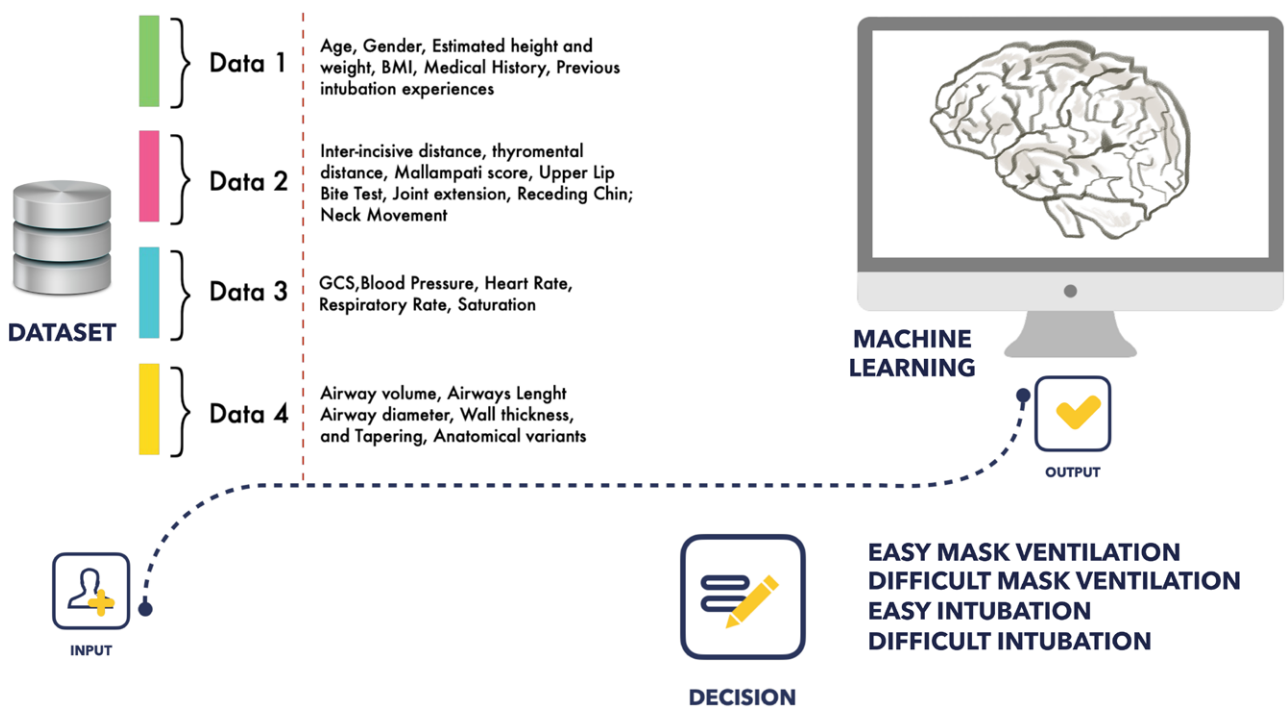 Data 1
Age, Gender, Estimated height and
weight, BMI, Medical History, Previous
intubation experiences
Data 2
Inter-incisive distance, thyromental
distance, Mallampati score, Upper Lip
Bite Test, Joint extension, Receding Chin;
Neck Movement
DATASET
Data 3
GCS,Blood Pressure, Heart Rate,
Respiratory Rate, Saturation
Data 4
Airway volume, Airways Lenght
Airway diameter, Wall thickness,
and Tapering, Anatomical variants
MACHINE
LEARNING
OUTPUT
INPUT
DECISION
EASY MASK VENTILATION
DIFFICULT MASK VENTILATION
EASY INTUBATION
DIFFICULT INTUBATION